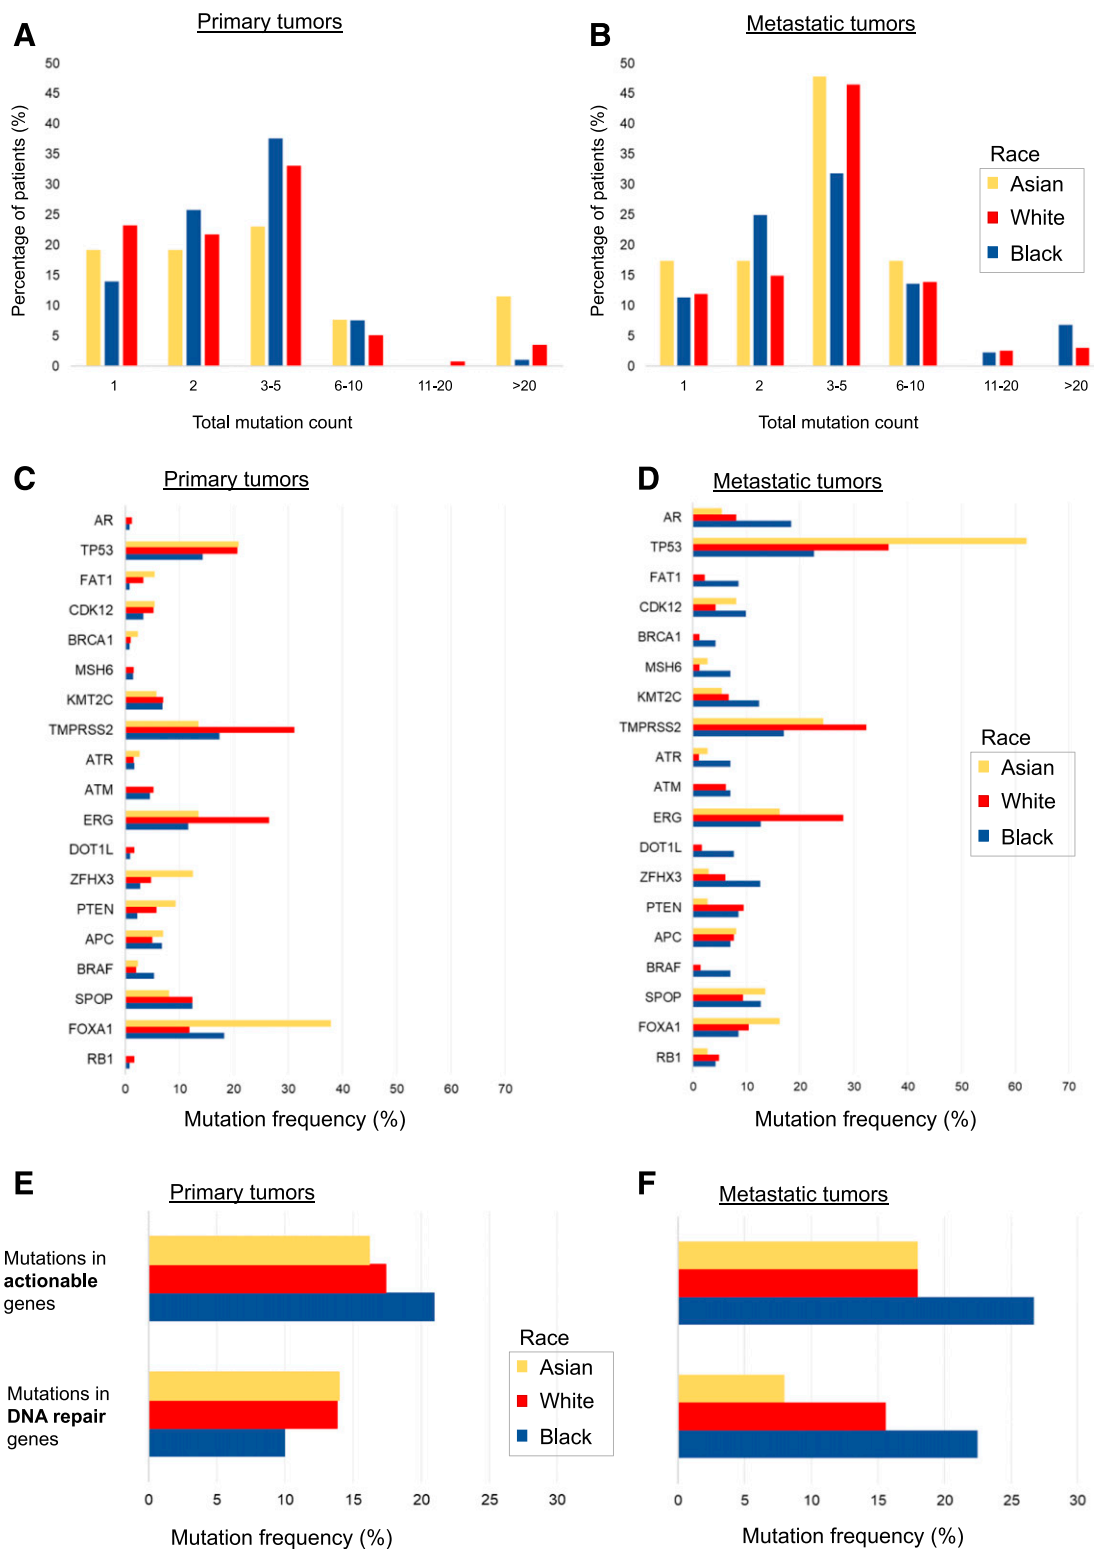 A
Primary tumors
Percentage of patients (%)
50
45
40
35
30
25
20
15
10
5
0
1
2
3-5
6-10
11-20
>20
Total mutation count
B
Metastatic tumors
Percentage of patients (%)
50
45
40
35
30
25
20
15
10
5
0
1
2
3-5
6-10
11-20
>20
Total mutation count
Race
Asian
White
Black
C
Primary tumors
AR
TP53
FAT1
CDK12
BRCA1
MSH6
KMT2C
TMPRSS2
ATR
ATM
ERG
DOT1L
ZFHX3
PTEN
APC
BRAF
SPOP
FOXA1
RB1
0 10 20 30 40 50 60 70
Mutation frequency (%)
D
Metastatic tumors
AR
TP53
FAT1
CDK12
BRCA1
MSH6
KMT2C
TMPRSS2
ATR
ATM
ERG
DOT1L
ZFHX3
PTEN
APC
BRAF
SPOP
FOXA1
RB1
0 10 20 30 40 50 60 70
Mutation frequency (%)
Race
Asian
White
Black
E
Primary tumors
Mutations in
actionable
genes
Mutations in
DNA repair
genes
0 5 10 15 20 25 30
Mutation frequency (%)
Race
Asian
White
Black
F
Metastatic tumors
0 5 10 15 20 25 30
Mutation frequency (%)